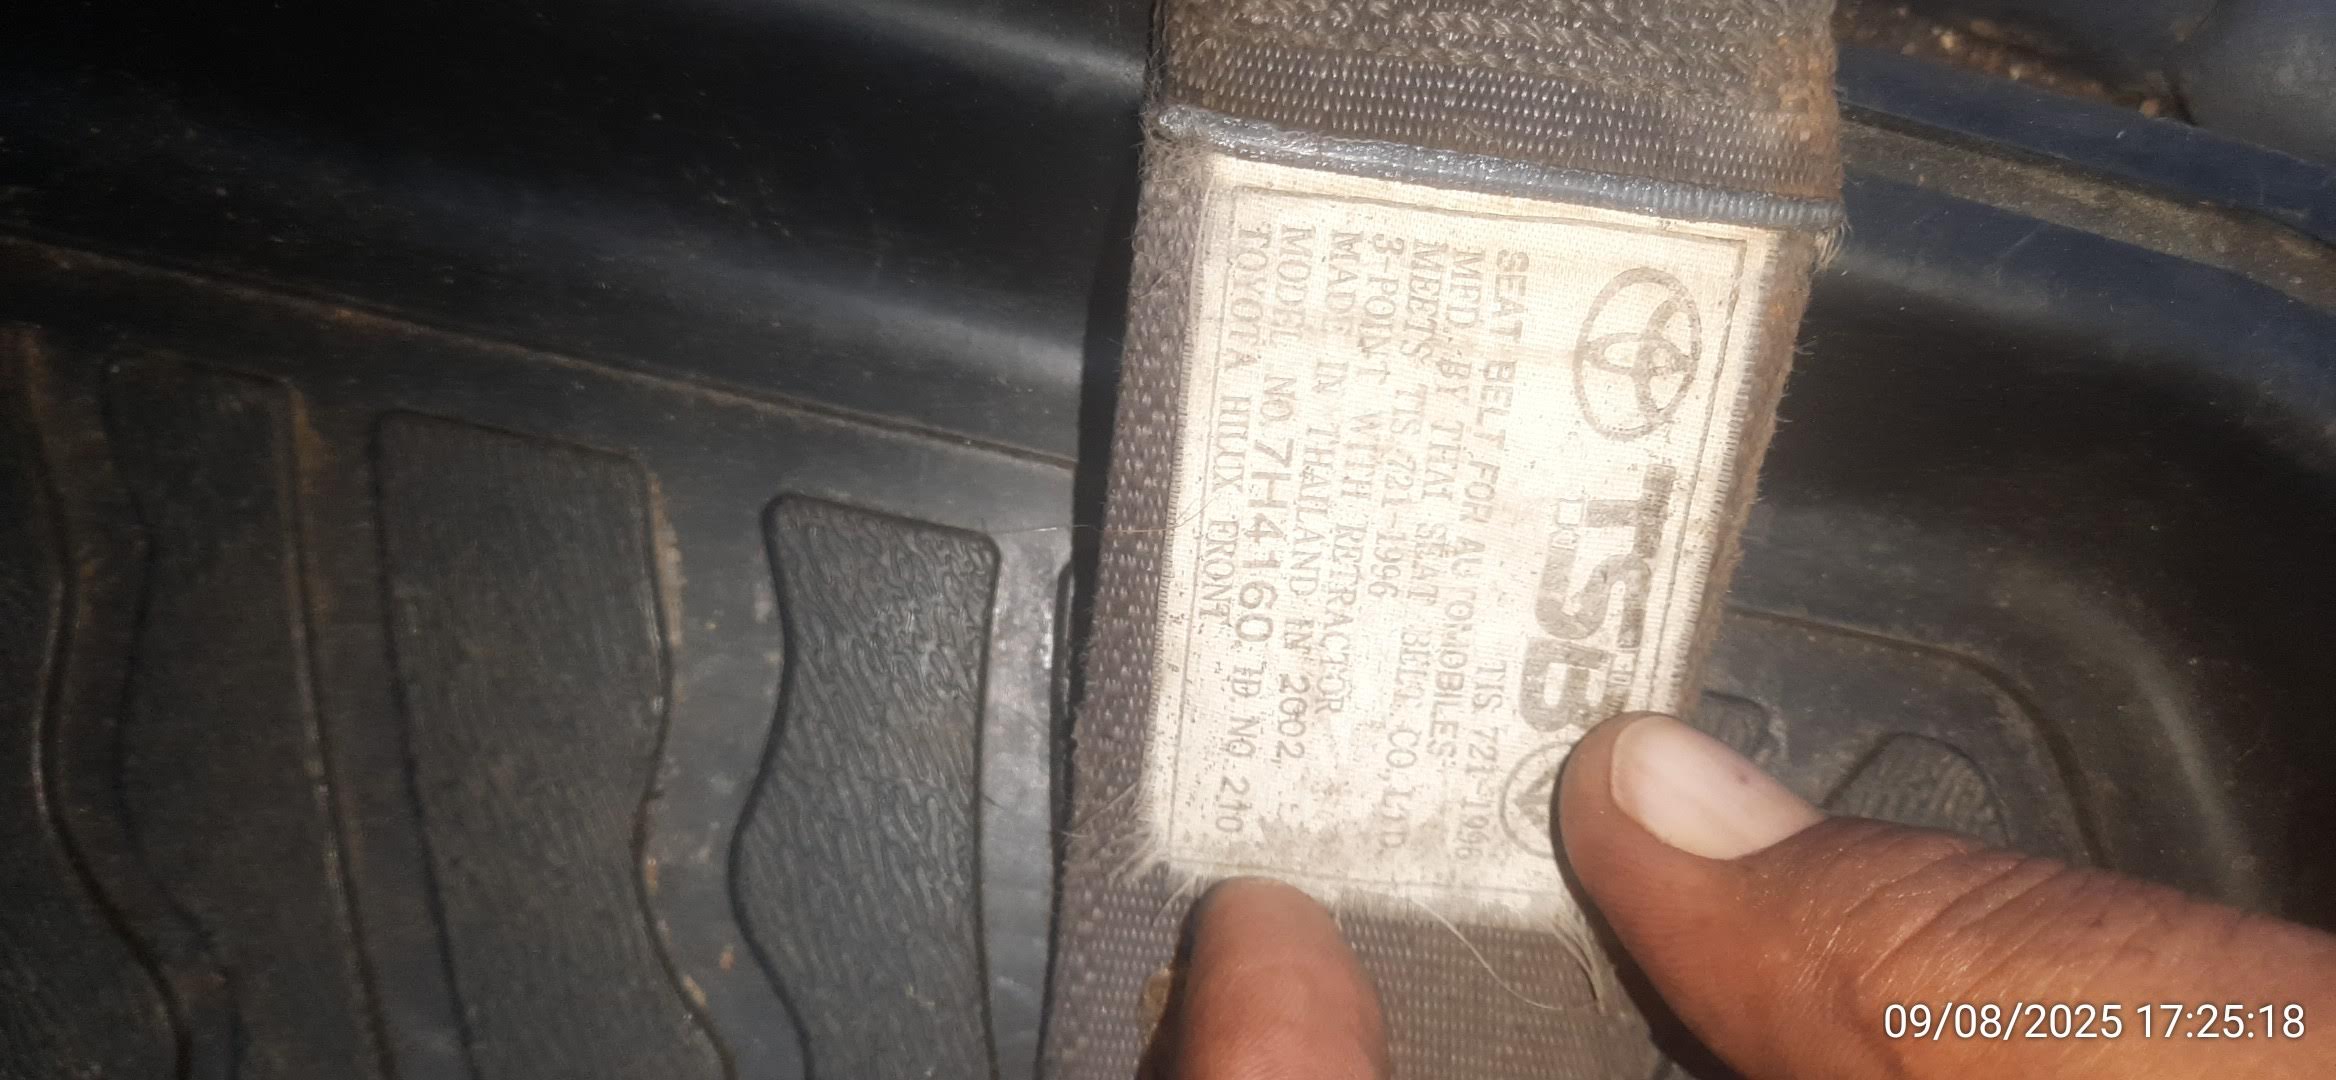 TSB
SEAT BELT FOR AUTOMOBILES TIS 721-1996
MFD. BY THAI SEAT BELT CO., LTD.
MEETS TIS 721-1996
3-POINT WITH RETRACTOR
MADE IN THAILAND IN 2002,
MODEL NO. 7H4160 ID NO. 210
TOYOTA HILUX FRONT
09/08/2025 17:25:18